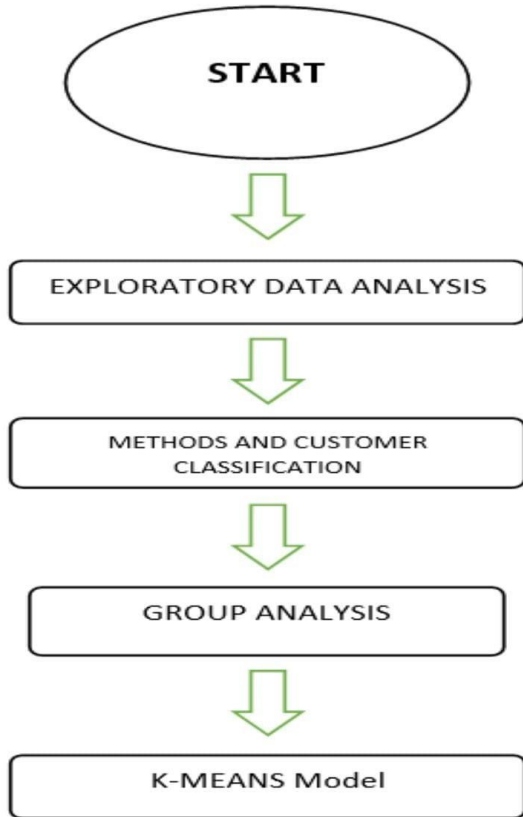 START
EXPLORATORY DATA ANALYSIS
METHODS AND CUSTOMER
CLASSIFICATION
GROUP ANALYSIS
K-MEANS Model